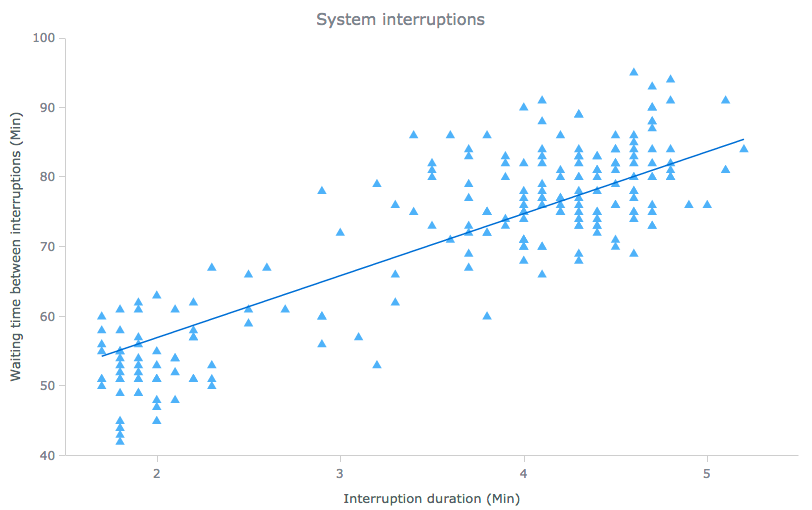 System interruptions
Waiting time between interruptions (Min)
100
90
80
70
60
50
40
2 3 4 5
Interruption duration (Min)